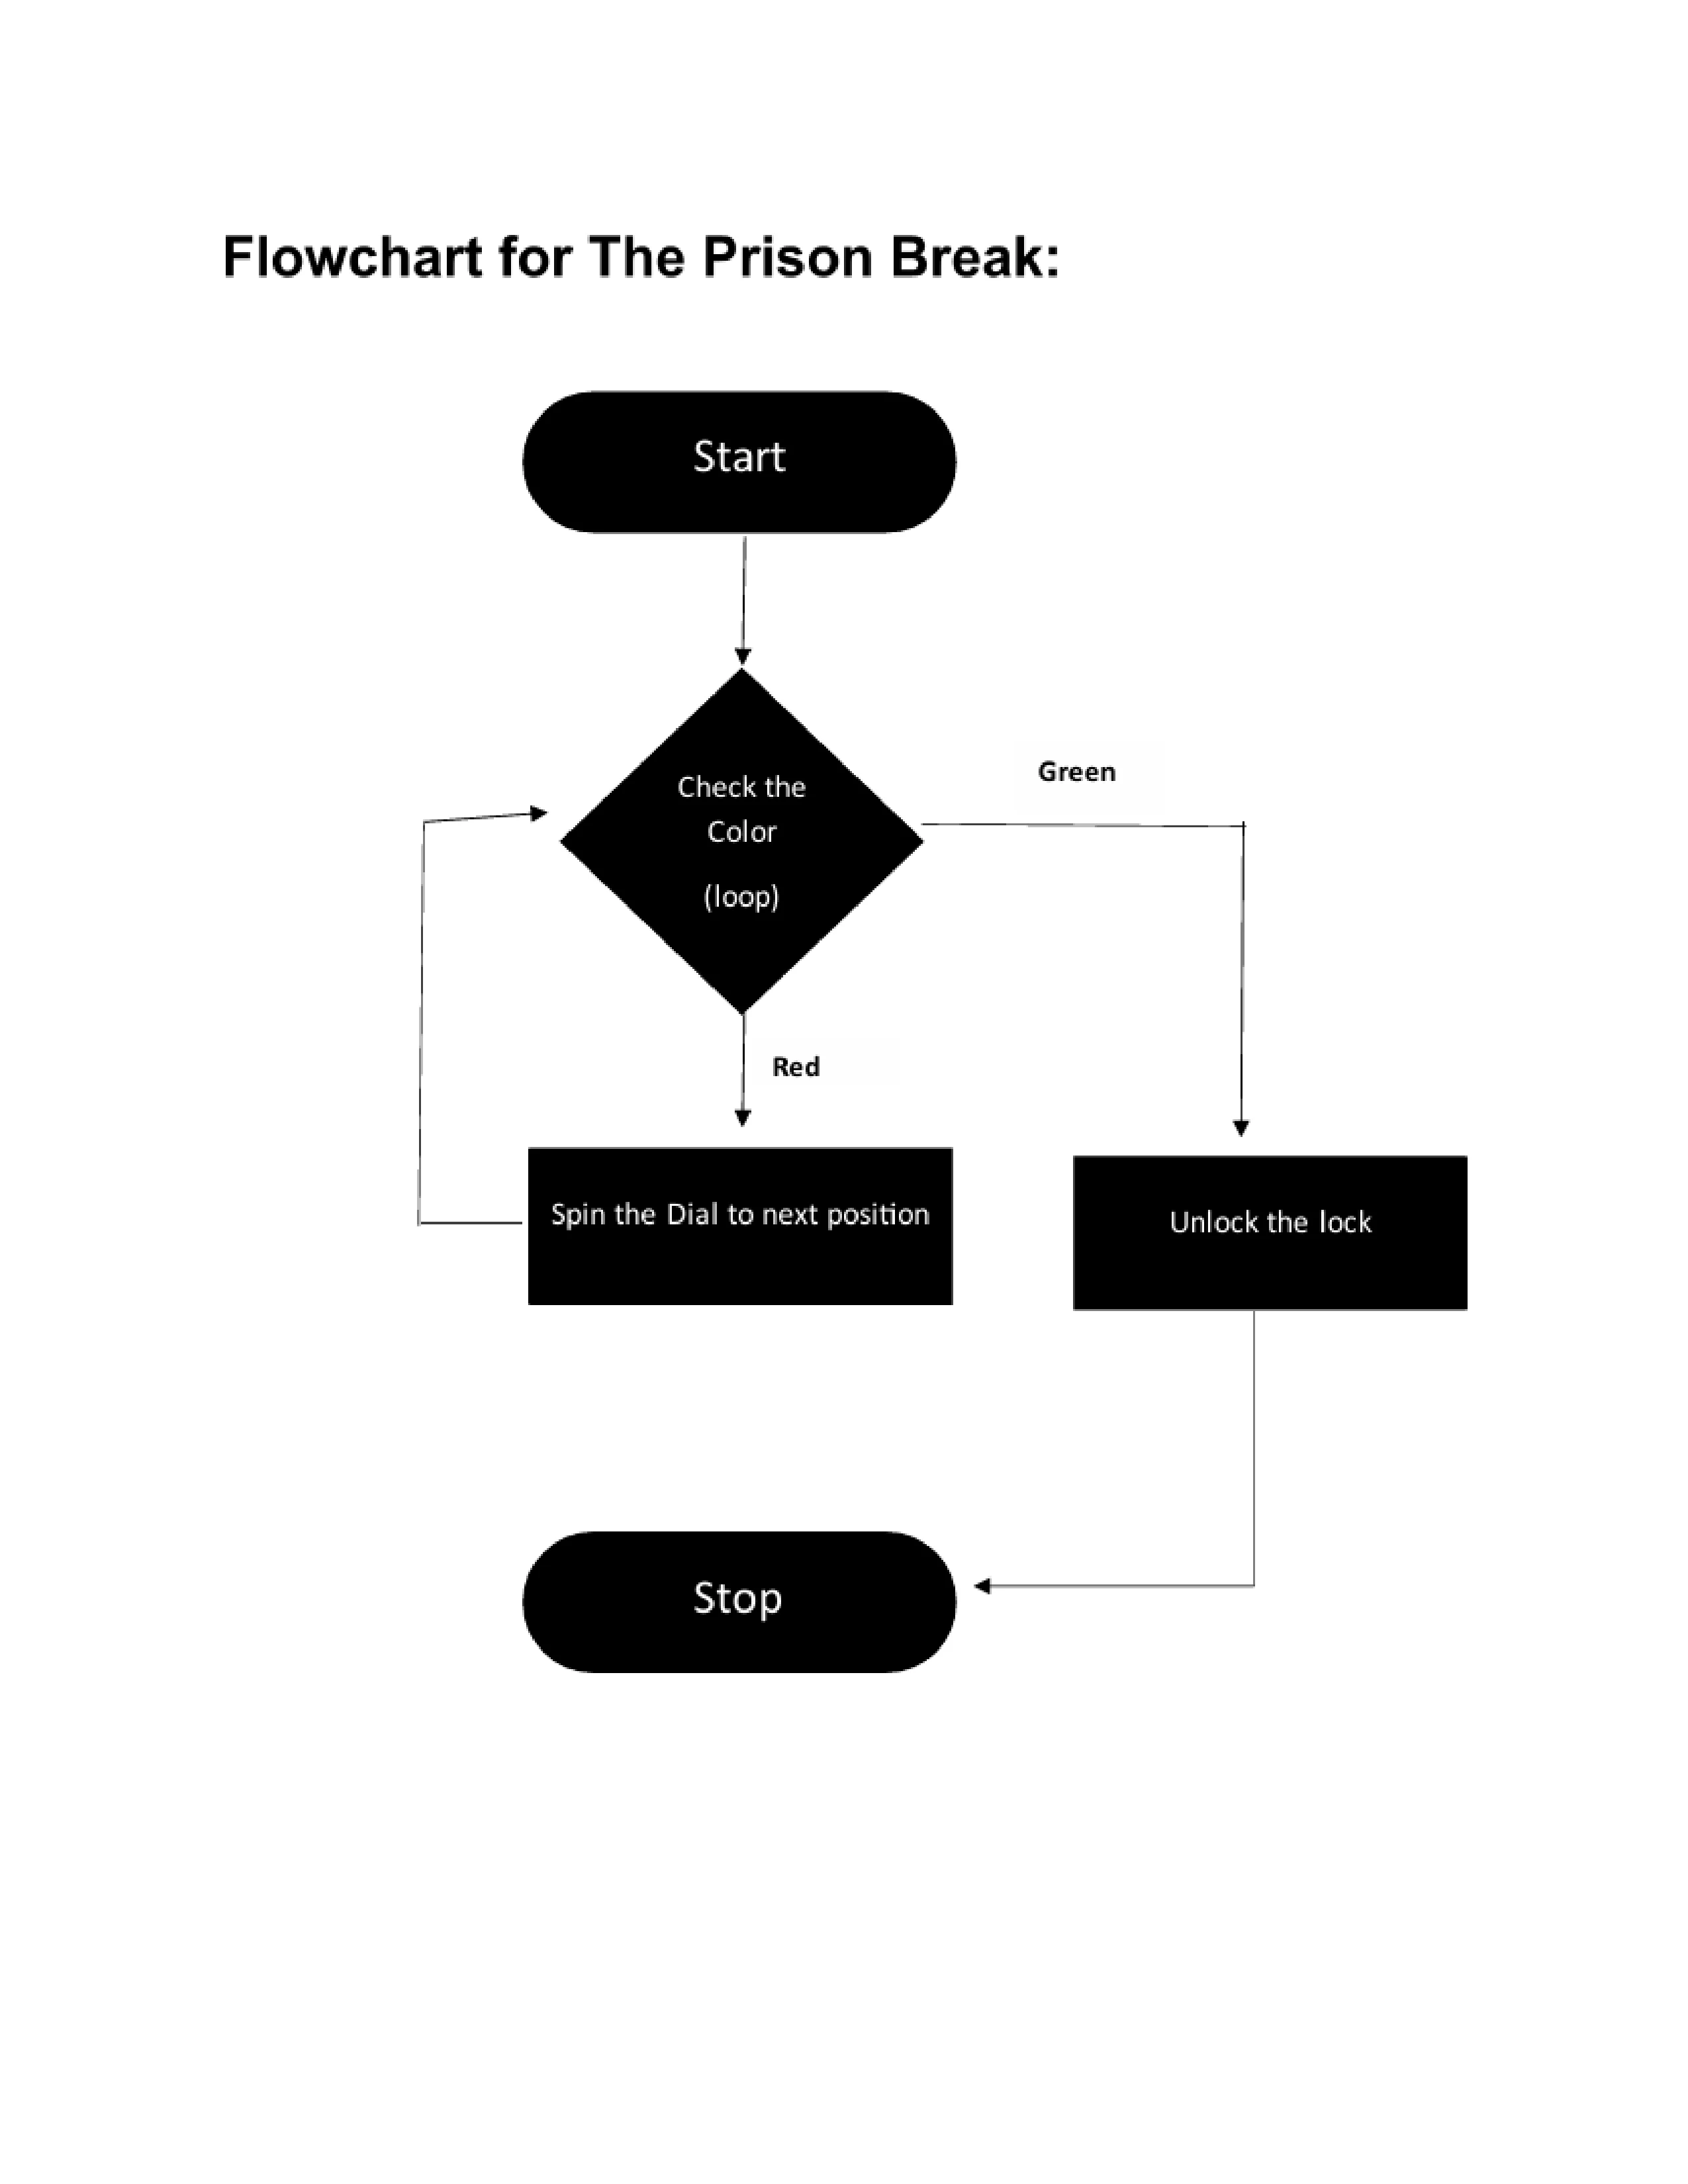 Flowchart for The Prison Break:
Start
Check the
Color
(loop)
Green
Red
Spin the Dial to next position
Unlock the lock
Stop